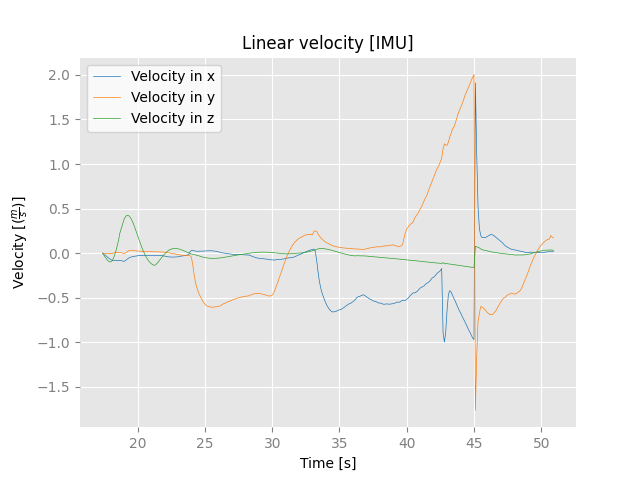 Linear velocity [IMU]
Velocity in x
Velocity in y
Velocity in z
2.0
1.5
1.0
0.5
0.0
−0.5
−1.0
−1.5
Velocity [(m/s)]
20 25 30 35 40 45 50
Time [s]